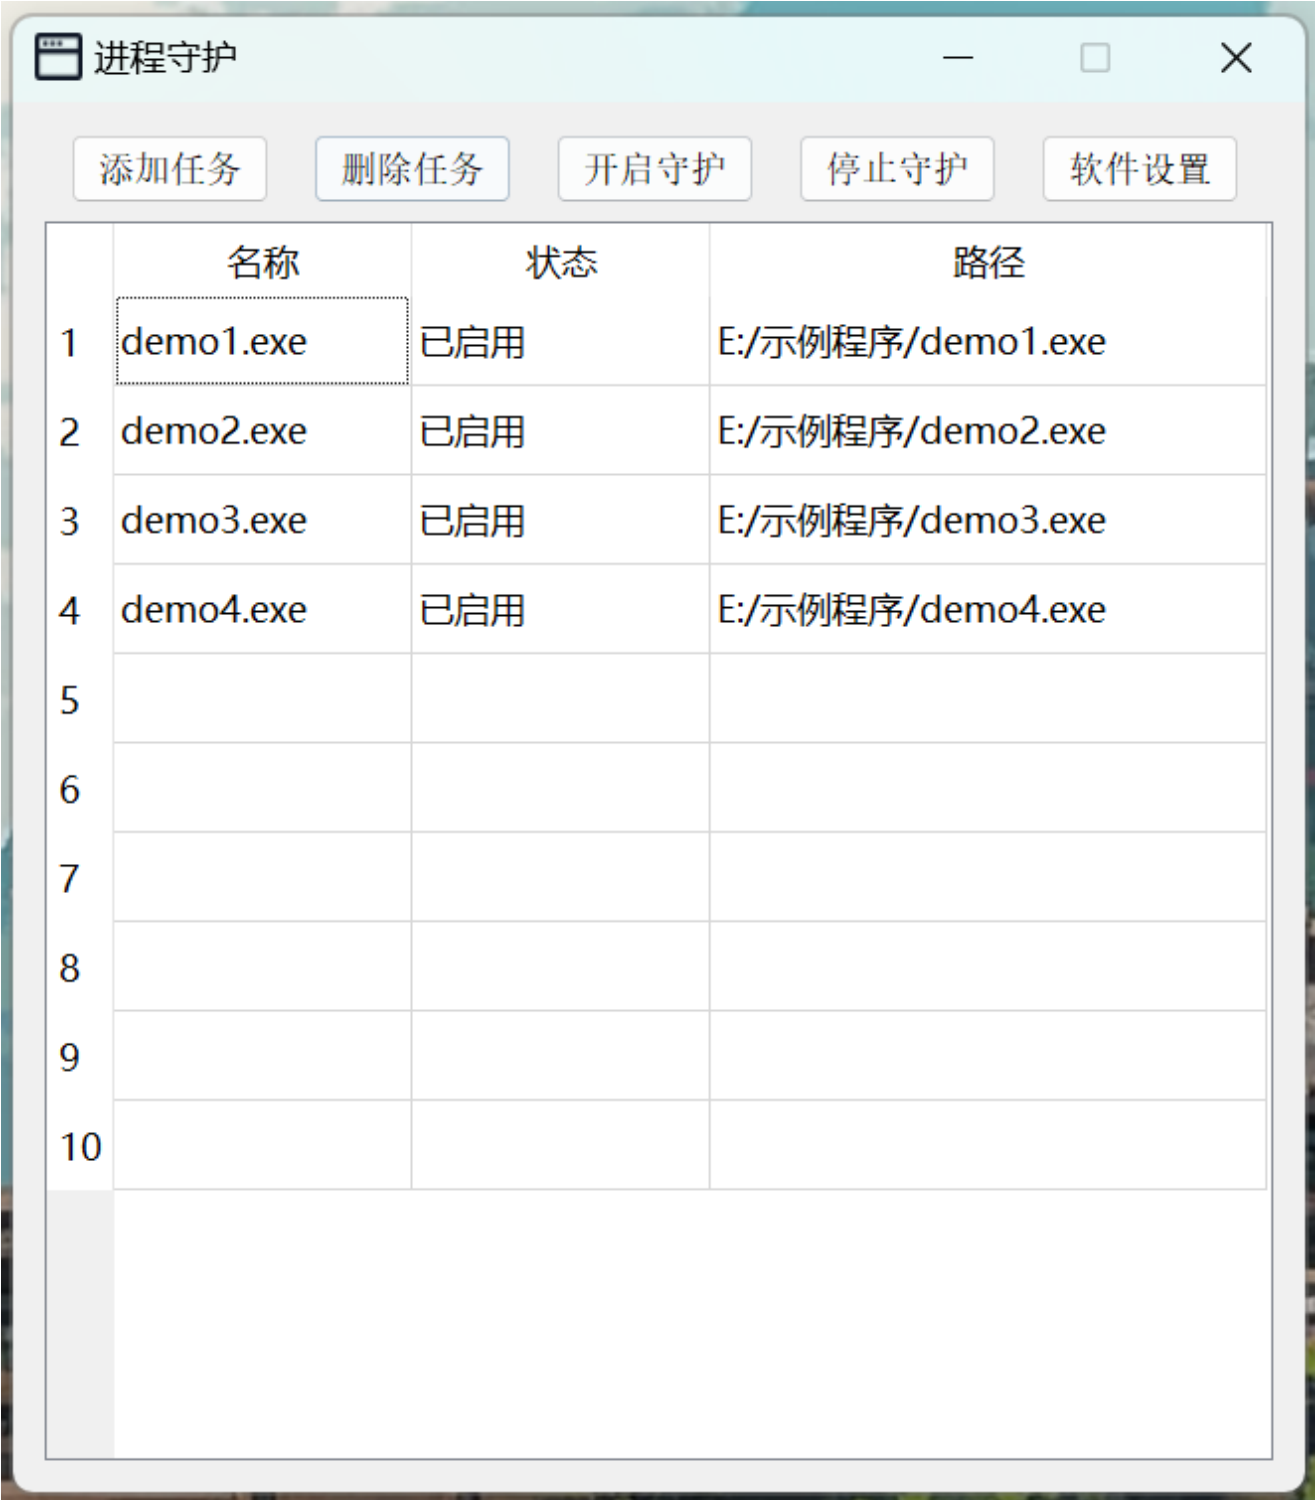 进程守护
添加任务 删除任务 开启守护 停止守护 软件设置
名称 状态 路径
1 demo1.exe 已启用 E:/示例程序/demo1.exe
2 demo2.exe 已启用 E:/示例程序/demo2.exe
3 demo3.exe 已启用 E:/示例程序/demo3.exe
4 demo4.exe 已启用 E:/示例程序/demo4.exe
5
6
7
8
9
10